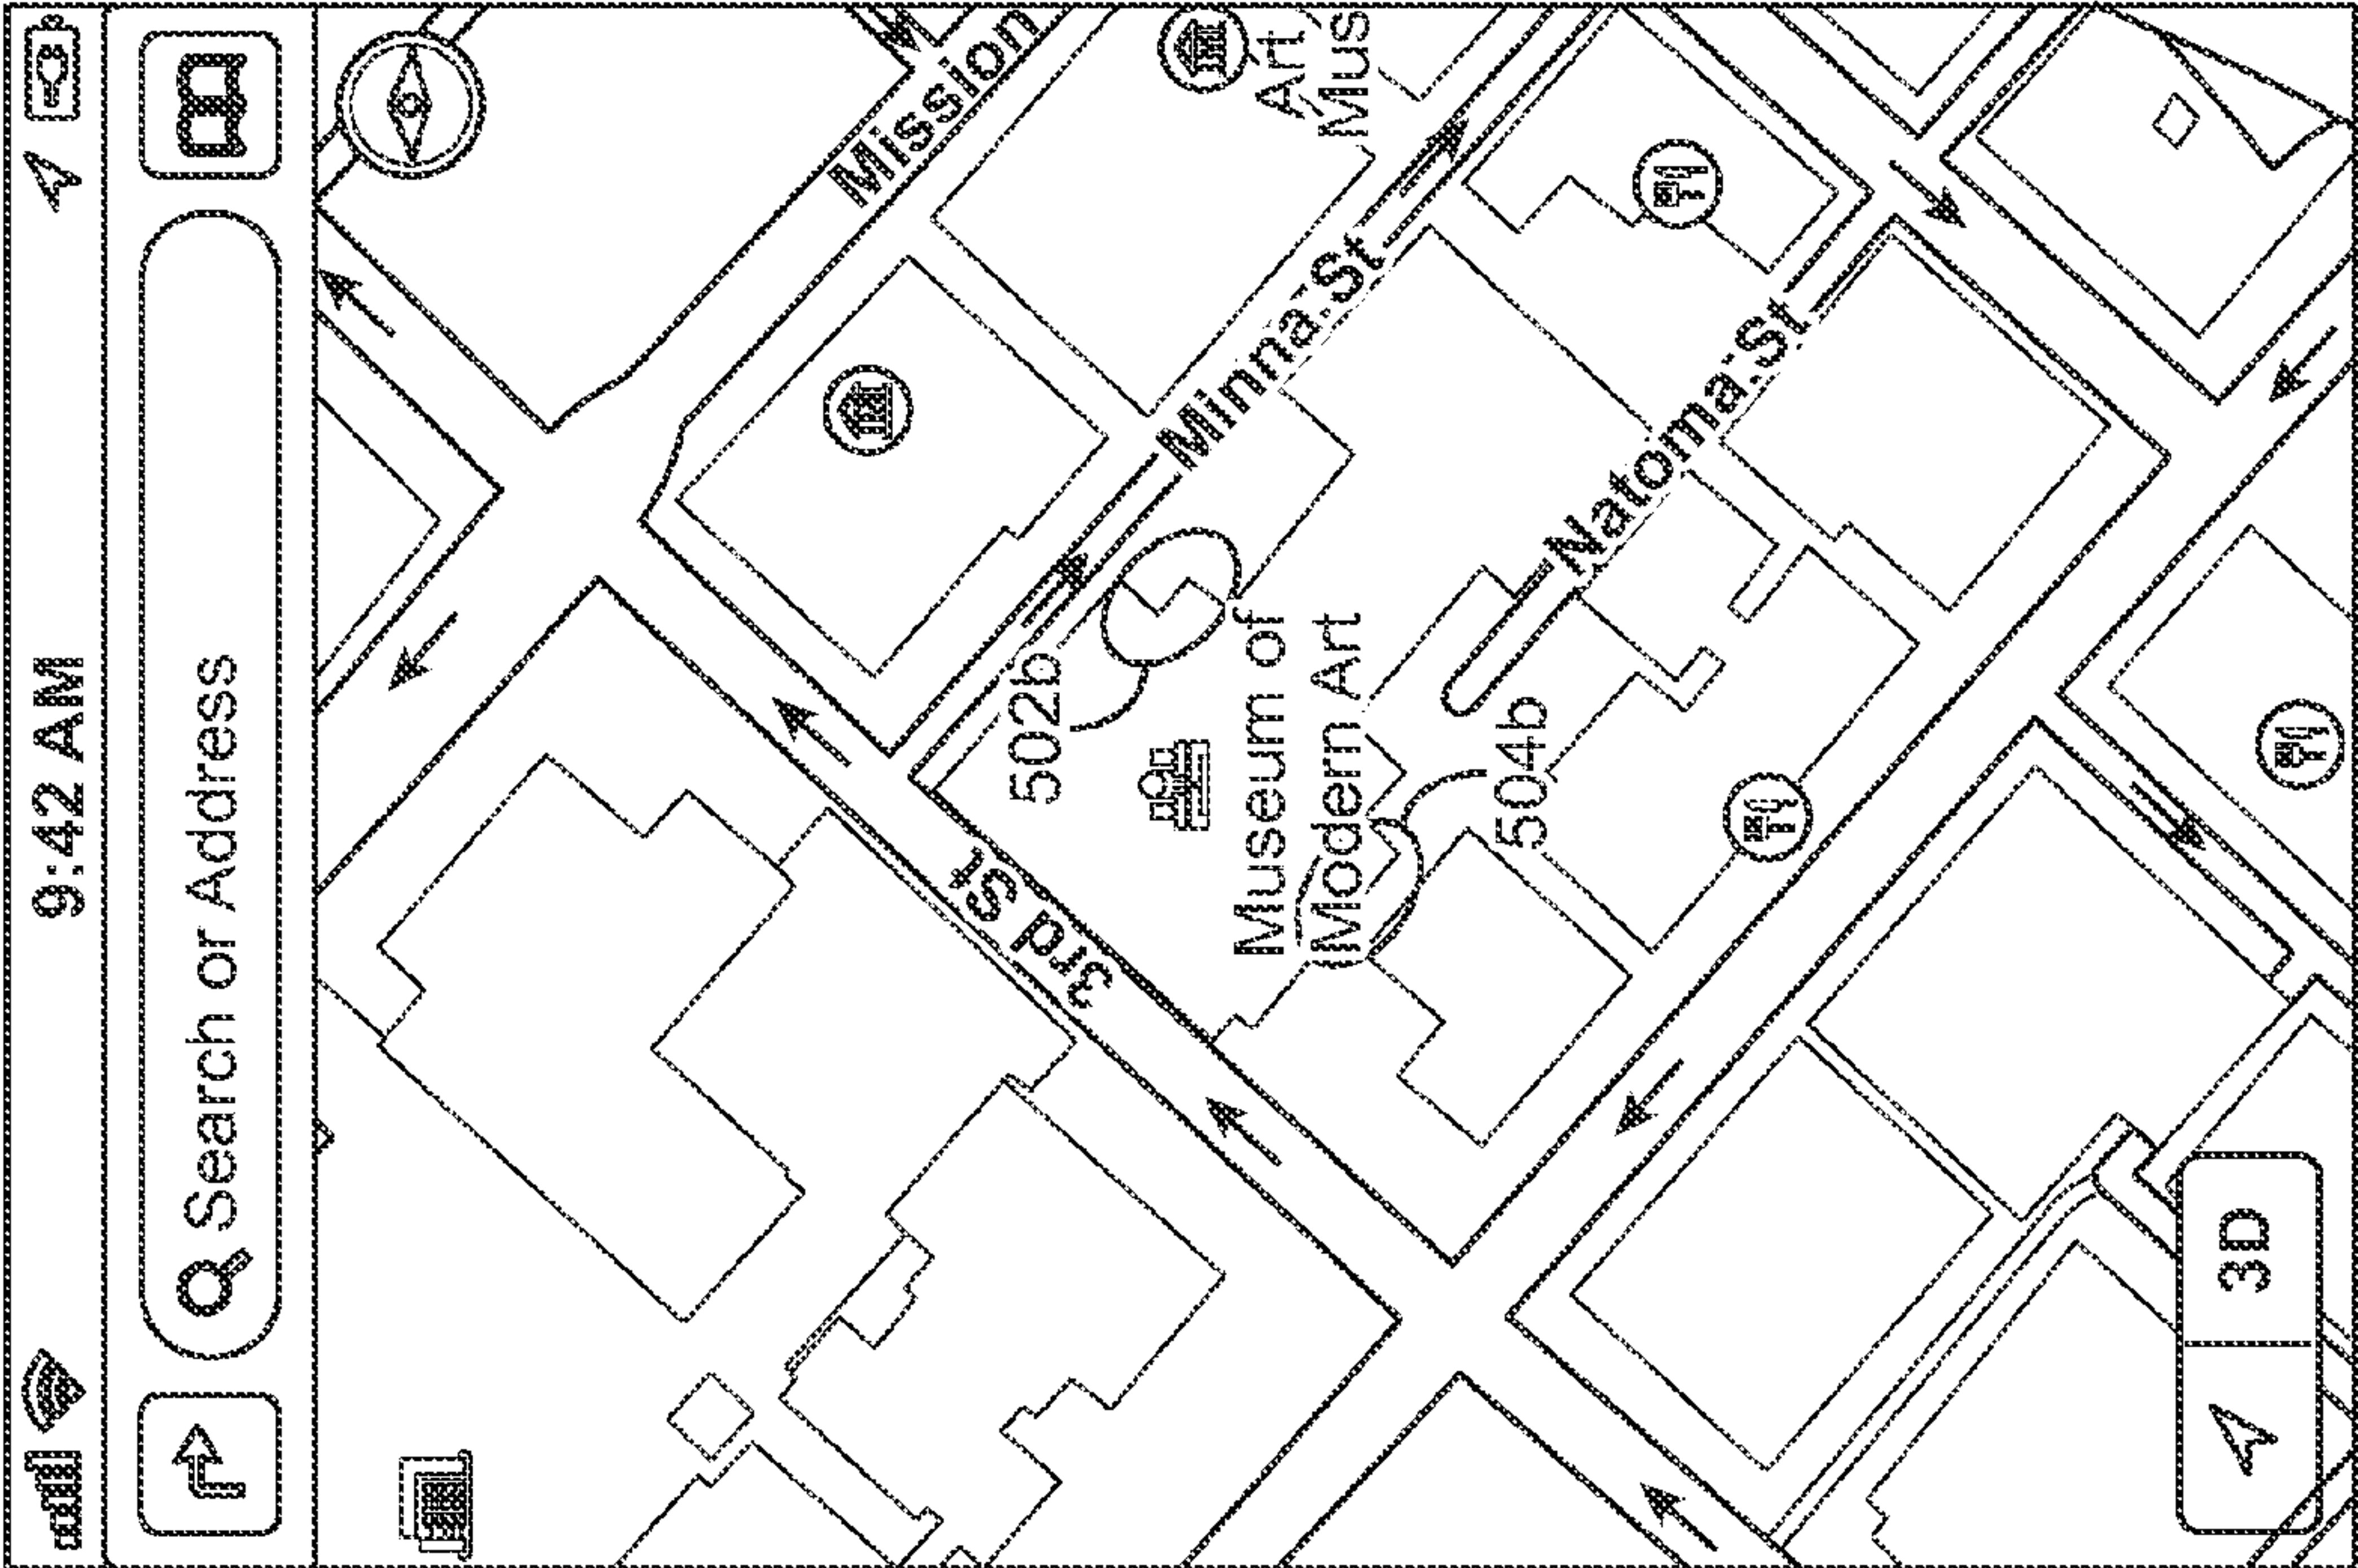 9:42 AM
Search or Address
Mission
Art
Mus
Minna St
Natoma St
502b
Museum of
Modern Art
504b
3rd St
3D